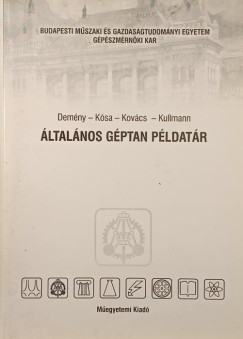 BUDAPESTI MŰSZAKI ÉS GAZDASÁGTUDOMÁNYI EGYETEM
GÉPÉSZMÉRNÖKI KAR
Demény – Kósa – Kovács – Kullmann
ÁLTALÁNOS GÉPTAN PÉLDATÁR
Műegyetemi Kiadó